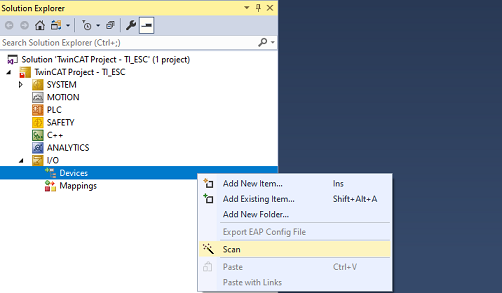 Solution Explorer
Search Solution Explorer (Ctrl+;)
Solution 'TwinCAT Project - TI_ESC' (1 project)
TwinCAT Project - TI_ESC
SYSTEM
MOTION
PLC
SAFETY
C++
ANALYTICS
I/O
Devices
Mappings
Add New Item... Ins
Add Existing Item... Shift+Alt+A
Add New Folder...
Export EAP Config File
Scan
Paste Ctrl+V
Paste with Links